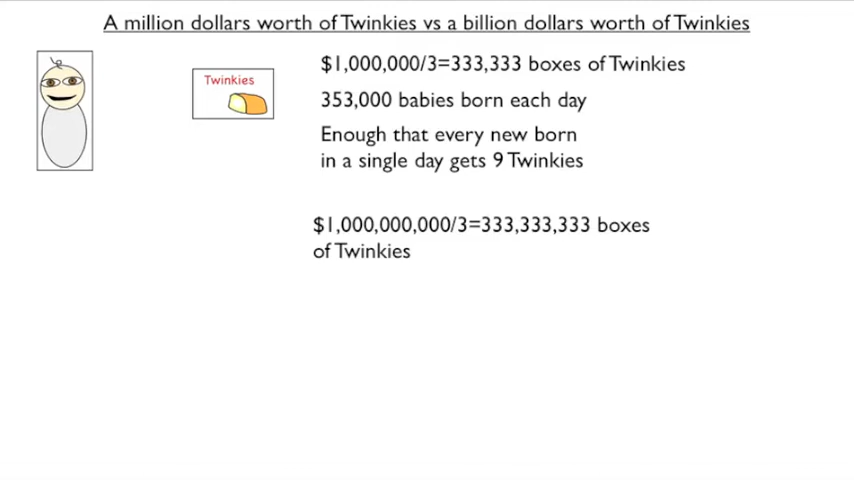 A million dollars worth of Twinkies vs a billion dollars worth of Twinkies
Twinkies
$1,000,000/3=333,333 boxes of Twinkies
353,000 babies born each day
Enough that every new born
in a single day gets 9 Twinkies
$1,000,000,000/3=333,333,333 boxes
of Twinkies